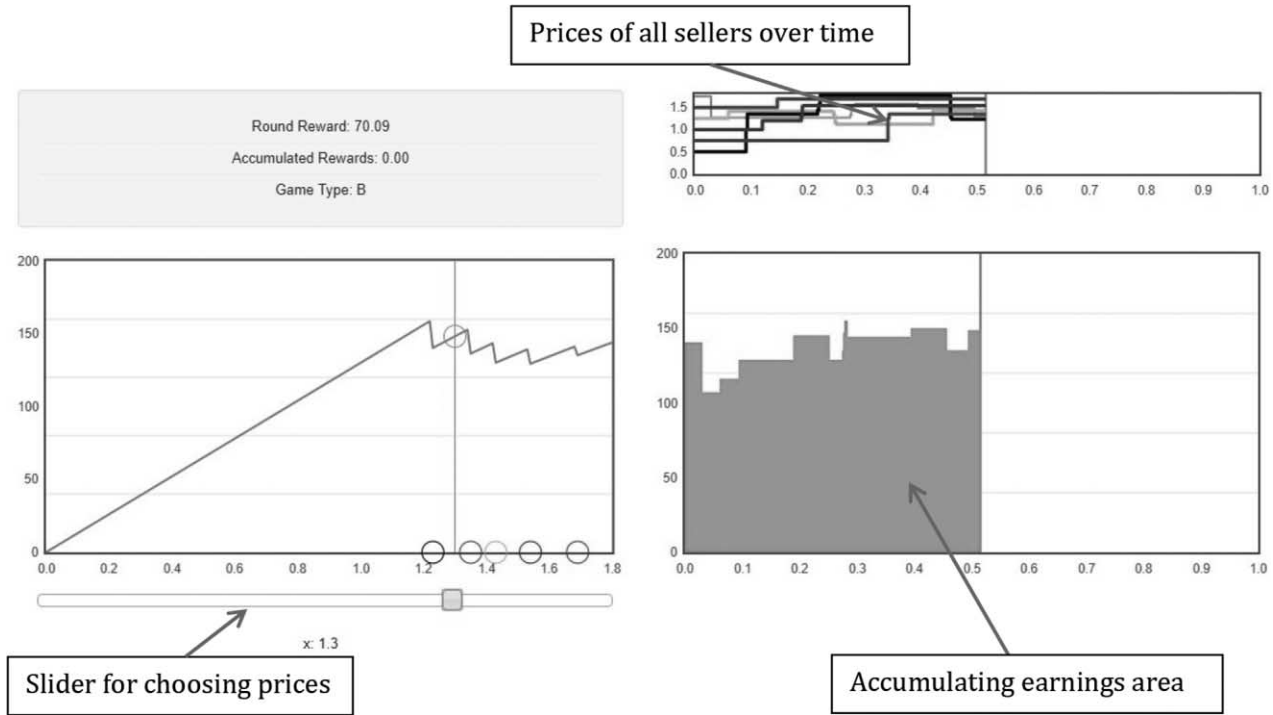 Prices of all sellers over time
Round Reward: 70.09
Accumulated Rewards: 0.00
Game Type: B
1.5
1.0
0.5
0.0
0.0 0.1 0.2 0.3 0.4 0.5 0.6 0.7 0.8 0.9 1.0
200
150
100
50
0
0.0 0.2 0.4 0.6 0.8 1.0 1.2 1.4 1.6 1.8
x: 1.3
200
150
100
50
0
0.0 0.1 0.2 0.3 0.4 0.5 0.6 0.7 0.8 0.9 1.0
Slider for choosing prices
Accumulating earnings area